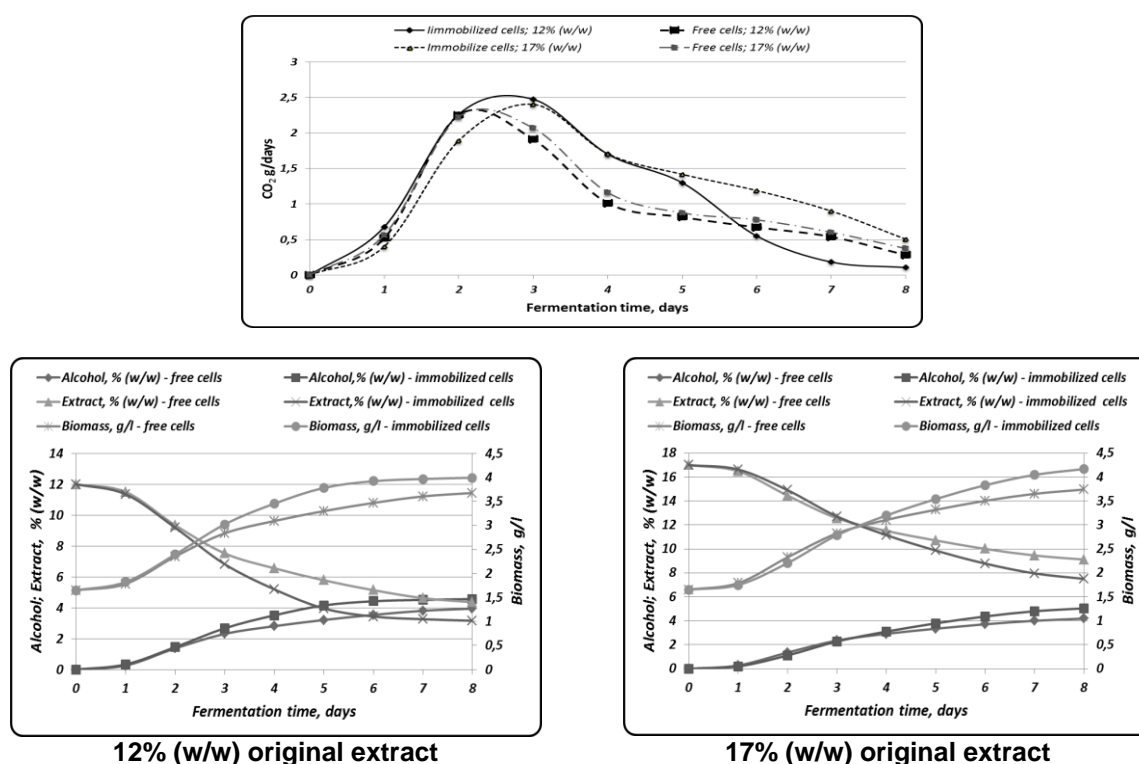 Iimmobilized cells; 12% (w/w) Free cells; 12% (w/w)
Immobilize cells; 17% (w/w) Free cells; 17% (w/w)
3
2,5
2
1,5
1
0,5
0
CO2 g/days
0 1 2 3 4 5 6 7 8
Fermentation time, days
Alcohol,% (w/w) - free cells Alcohol,% (w/w) - immobilized cells
Extract, % (w/w) - free cells Extract,% (w/w) - immobilized cells
Biomass, g/l - free cells Biomass, g/l - immobilized cells
14
12
10
8
6
4
2
0
Alcohol; Extract, % (w/w)
4,5
4
3,5
3
2,5
2
1,5
1
0,5
0
Biomass, g/l
0 1 2 3 4 5 6 7 8
Fermentation time, days
12% (w/w) original extract
Alcohol,% (w/w) - free cells Alcohol,% (w/w) - immobilized cells
Extract, % (w/w) - free cells Extract,% (w/w) - immobilized cells
Biomass, g/l - free cells Biomass, g/l - immobilized cells
18
16
14
12
10
8
6
4
2
0
Alcohol; Extract, % (w/w)
4,5
4
3,5
3
2,5
2
1,5
1
0,5
0
Biomass, g/l
0 1 2 3 4 5 6 7 8
Fermentation time, days
17% (w/w) original extract